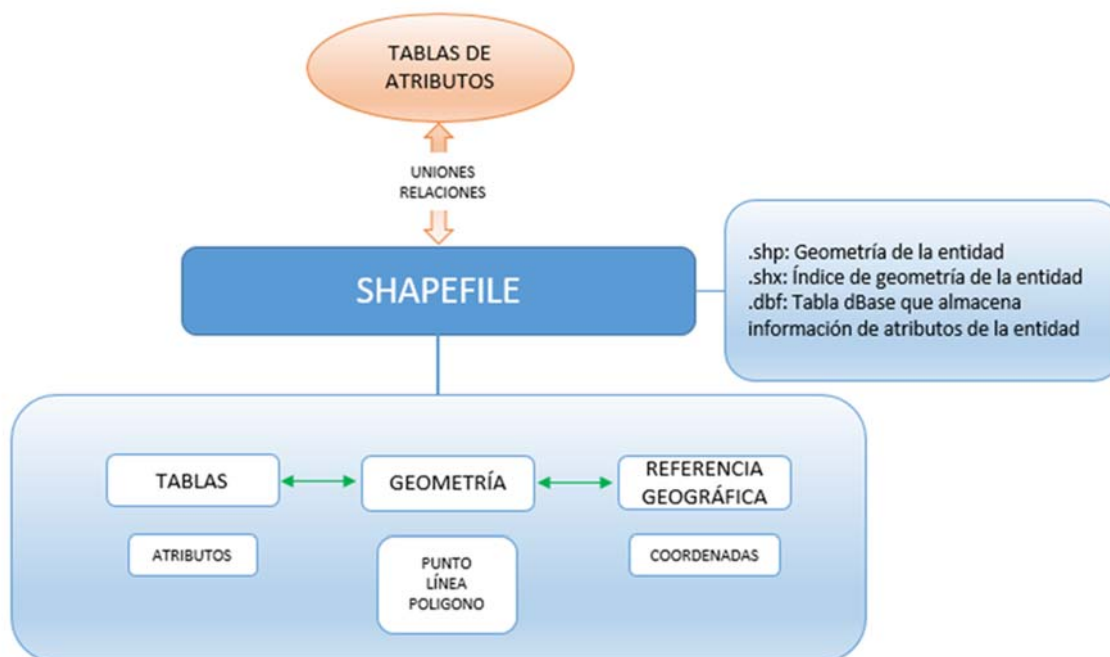 TABLAS DE
ATRIBUTOS
UNIONES
RELACIONES
SHAPEFILE
.shp: Geometría de la entidad
.shx: Índice de geometría de la entidad
.dbf: Tabla dBase que almacena
información de atributos de la entidad
TABLAS
GEOMETRÍA
REFERENCIA
GEOGRÁFICA
ATRIBUTOS
PUNTO
LÍNEA
POLIGONO
COORDENADAS